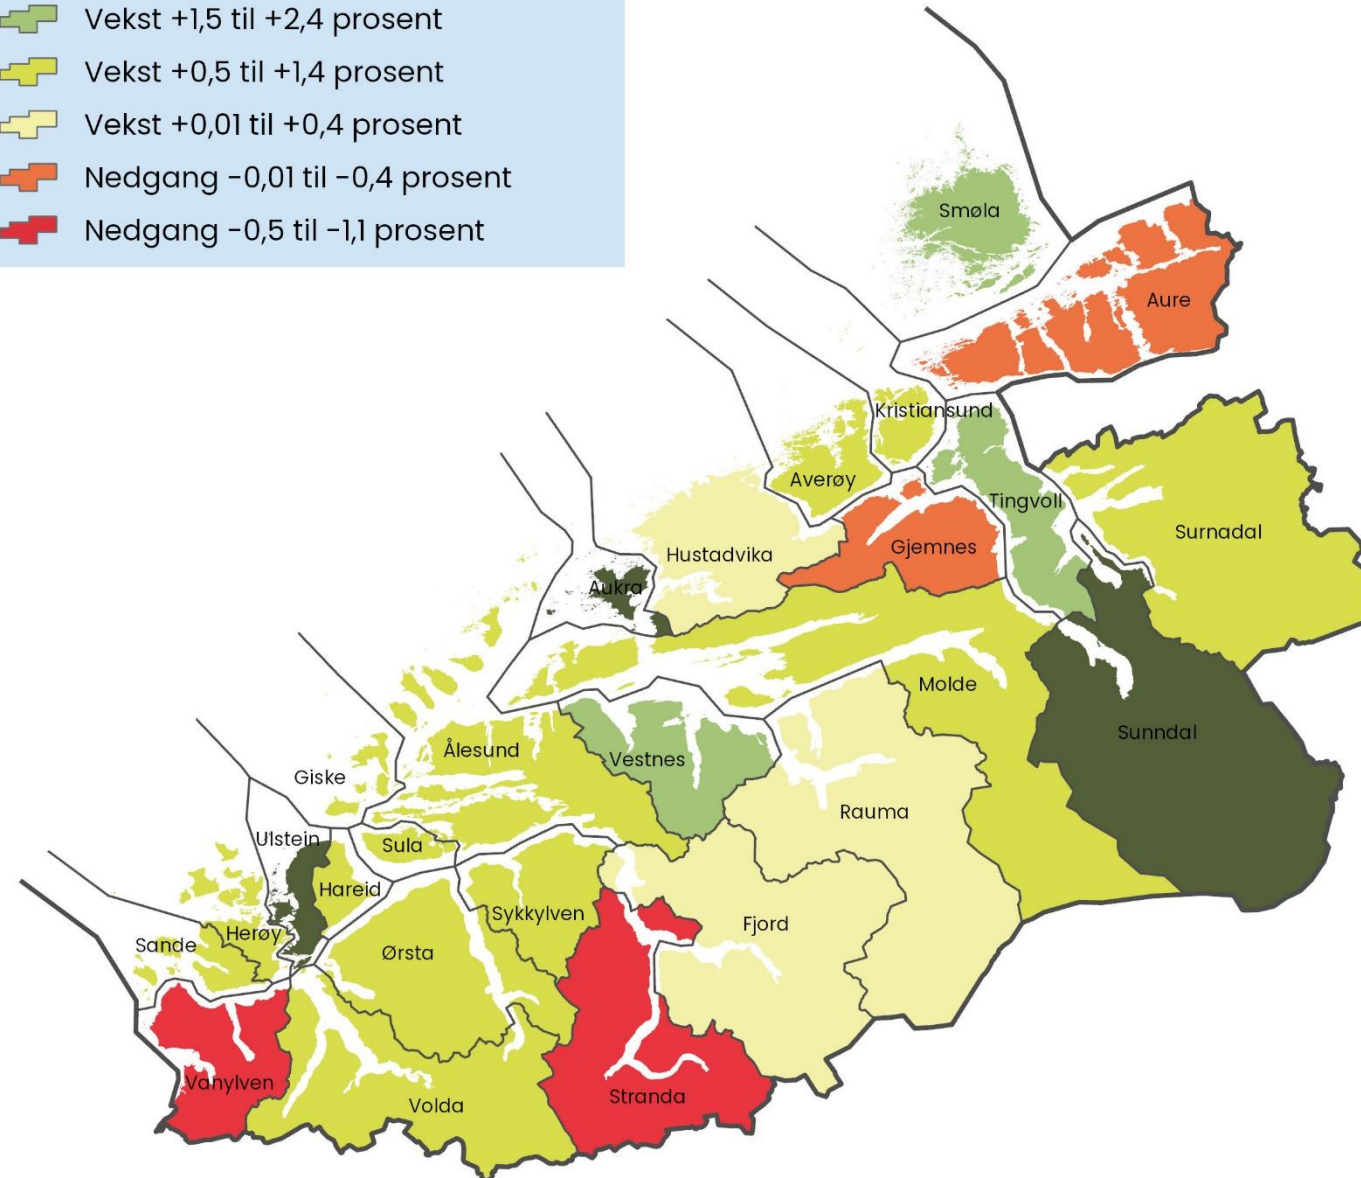 Vekst +1,5 til +2,4 prosent
Vekst +0,5 til +1,4 prosent
Vekst +0,01 til +0,4 prosent
Nedgang -0,01 til -0,4 prosent
Nedgang -0,5 til -1,1 prosent
Smøla
Aure
Kristiansund
Averøy
Tingvoll
Surnadal
Hustadvika
Gjemnes
Aukra
Molde
Sunndal
Ålesund
Vestnes
Giske
Rauma
Ulstein
Sula
Hareid
Sykkylven
Fjord
Herøy
Sande
Ørsta
Vanylven
Stranda
Volda